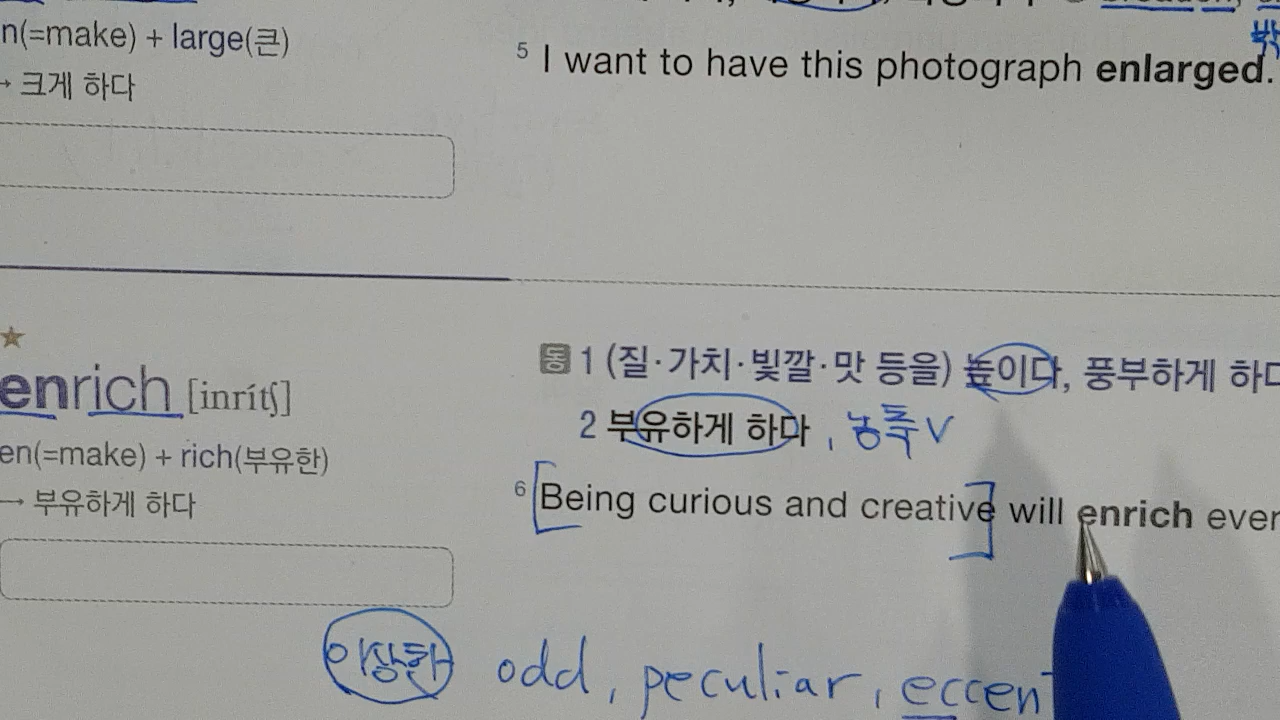 n(=make) + large(큰)
→ 크게 하다
5 I want to have this photograph enlarged.
enrich [inrítʃ]
en(=make) + rich(부유한)
→ 부유하게 하다
동 1 (질·가치·빛깔·맛 등을) 높이다, 풍부하게 하다
2 부유하게 하다, 농축V
6 [Being curious and creative] will enrich ever
이상한 odd, peculiar, eccent